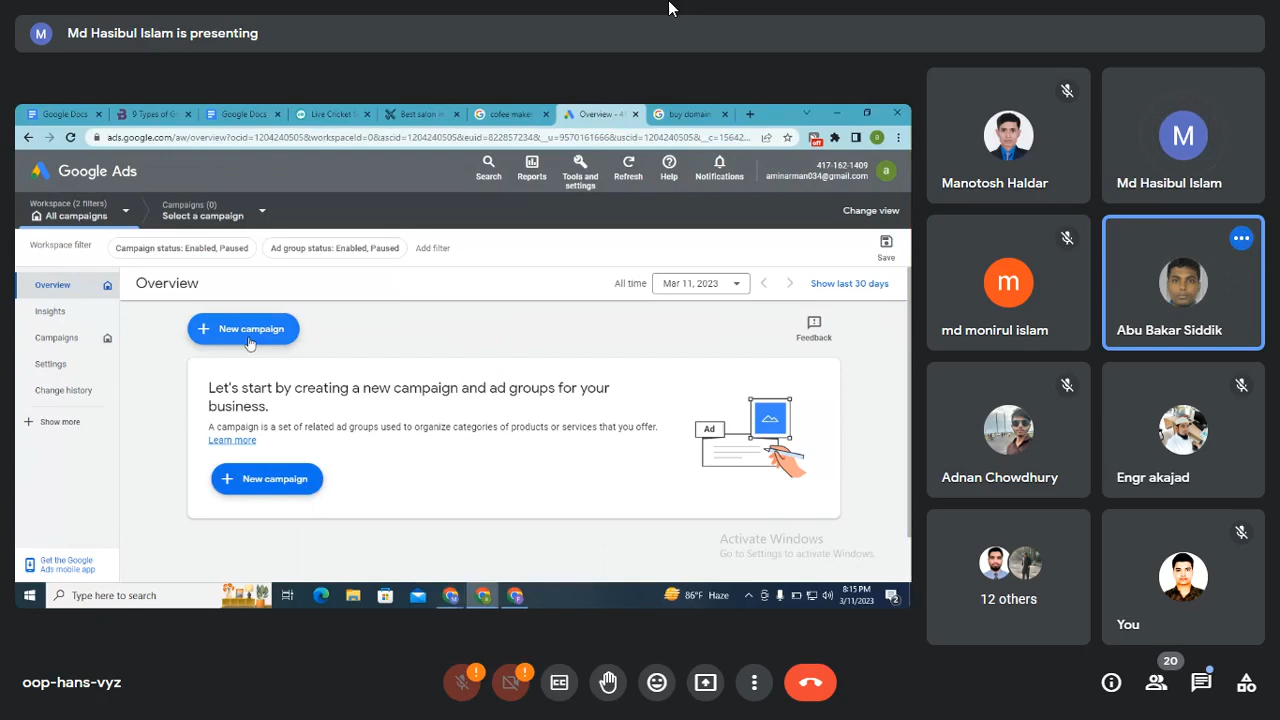 M
Md Hasibul Islam is presenting
Google Docs
9 Types of G
Google Docs
Live Cricket S
Best salon in
cofee make
Overview - 4
buy domain
ads.google.com/aw/overview?ocid=1204240505&workspaceId=0&ascid=1204240505&euid=822857234&__u=9570161666&uscid=1204240505&__c=15642...
off
a
Google Ads
Search
Reports
Tools and
settings
Refresh
Help
Notifications
417-162-1409
aminarman034@gmail.com
a
Workspace (2 filters)
All campaigns
Campaigns (0)
Select a campaign
Change view
Workspace filter
Campaign status: Enabled, Paused
Ad group status: Enabled, Paused
Add filter
Save
Overview
Insights
Campaigns
Settings
Change history
Show more
Get the Google
Ads mobile app
Overview
All time
Mar 11, 2023
Show last 30 days
New campaign
Feedback
Let's start by creating a new campaign and ad groups for your
business.
A campaign is a set of related ad groups used to organize categories of products or services that you offer.
Learn more
New campaign
Ad
Activate Windows
Go to Settings to activate Windows.
Type here to search
86°F Haze
8:15 PM
3/11/2023
2
Manotosh Haldar
M
Md Hasibul Islam
m
md monirul islam
Abu Bakar Siddik
Adnan Chowdhury
Engr akajad
12 others
You
oop-hans-vyz
20